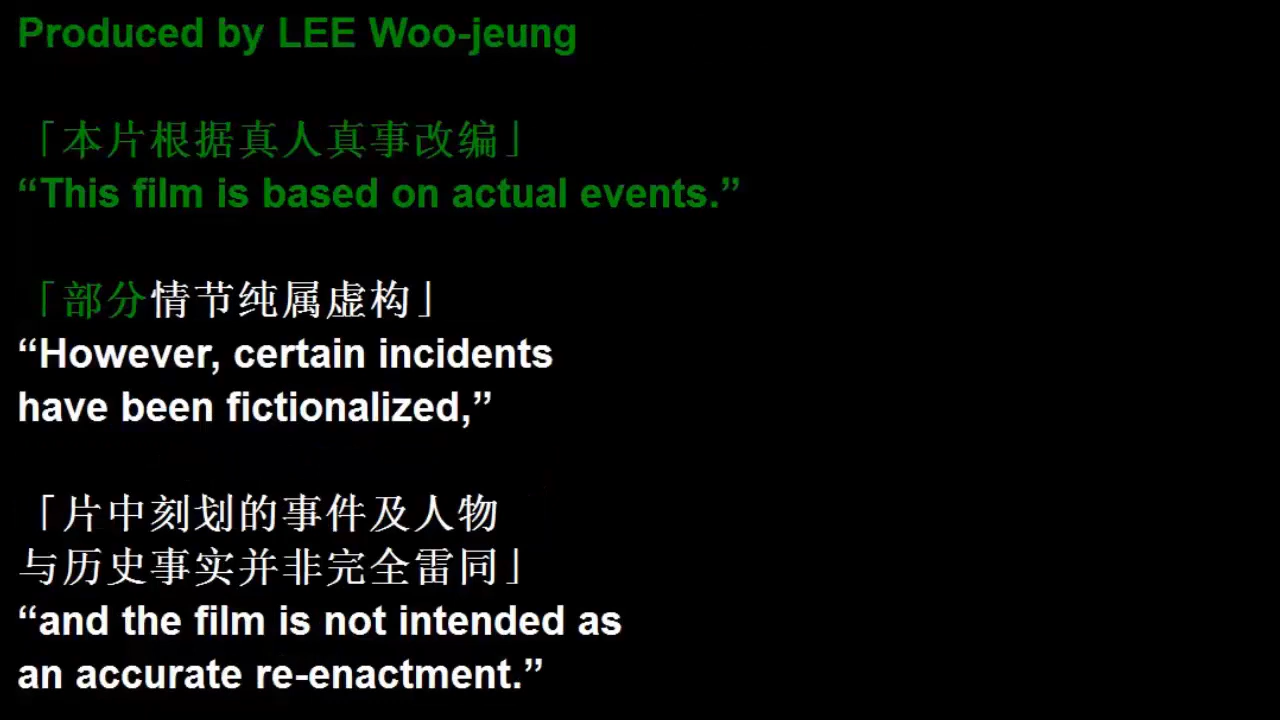 Produced by LEE Woo-jeung
「本片根据真人真事改编」
“This film is based on actual events.”
「部分情节纯属虚构」
“However, certain incidents
have been fictionalized,”
「片中刻划的事件及人物
与历史事实并非完全雷同」
“and the film is not intended as
an accurate re-enactment.”